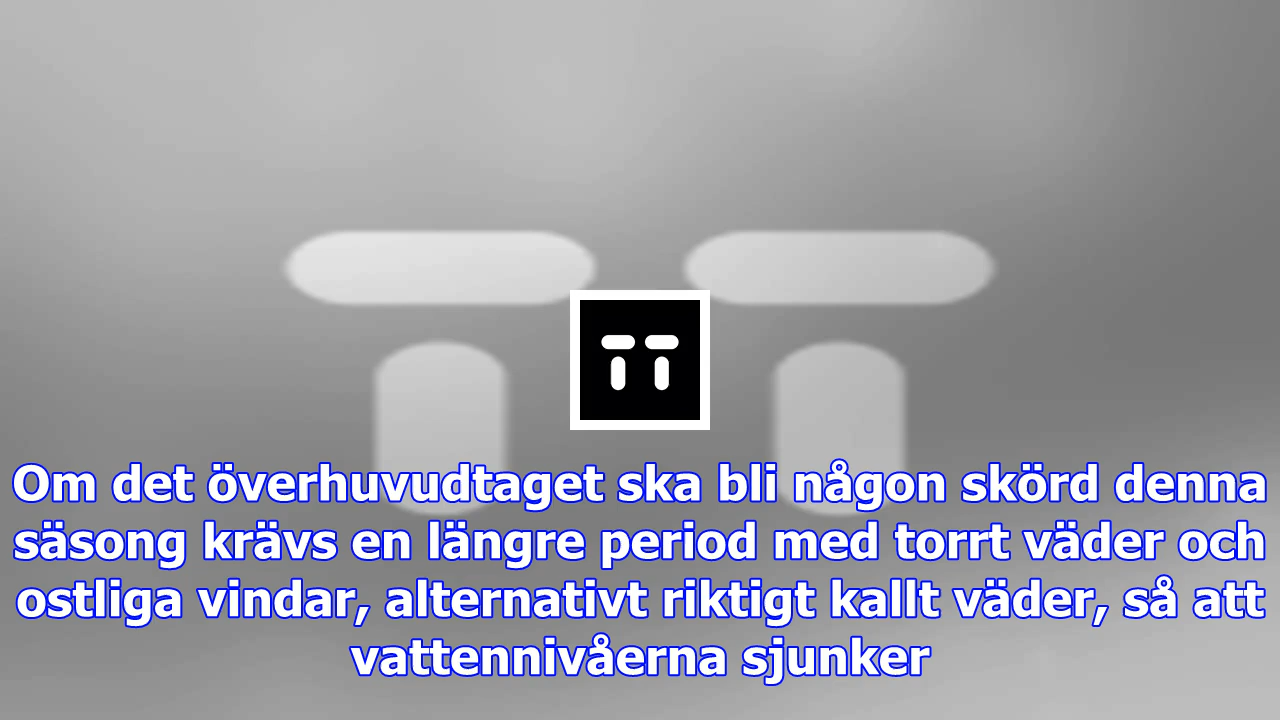 Om det överhuvudtaget ska bli någon skörd denna
säsong krävs en längre period med torrt väder och
ostliga vindar, alternativt riktigt kallt väder, så att
vattennivåerna sjunker